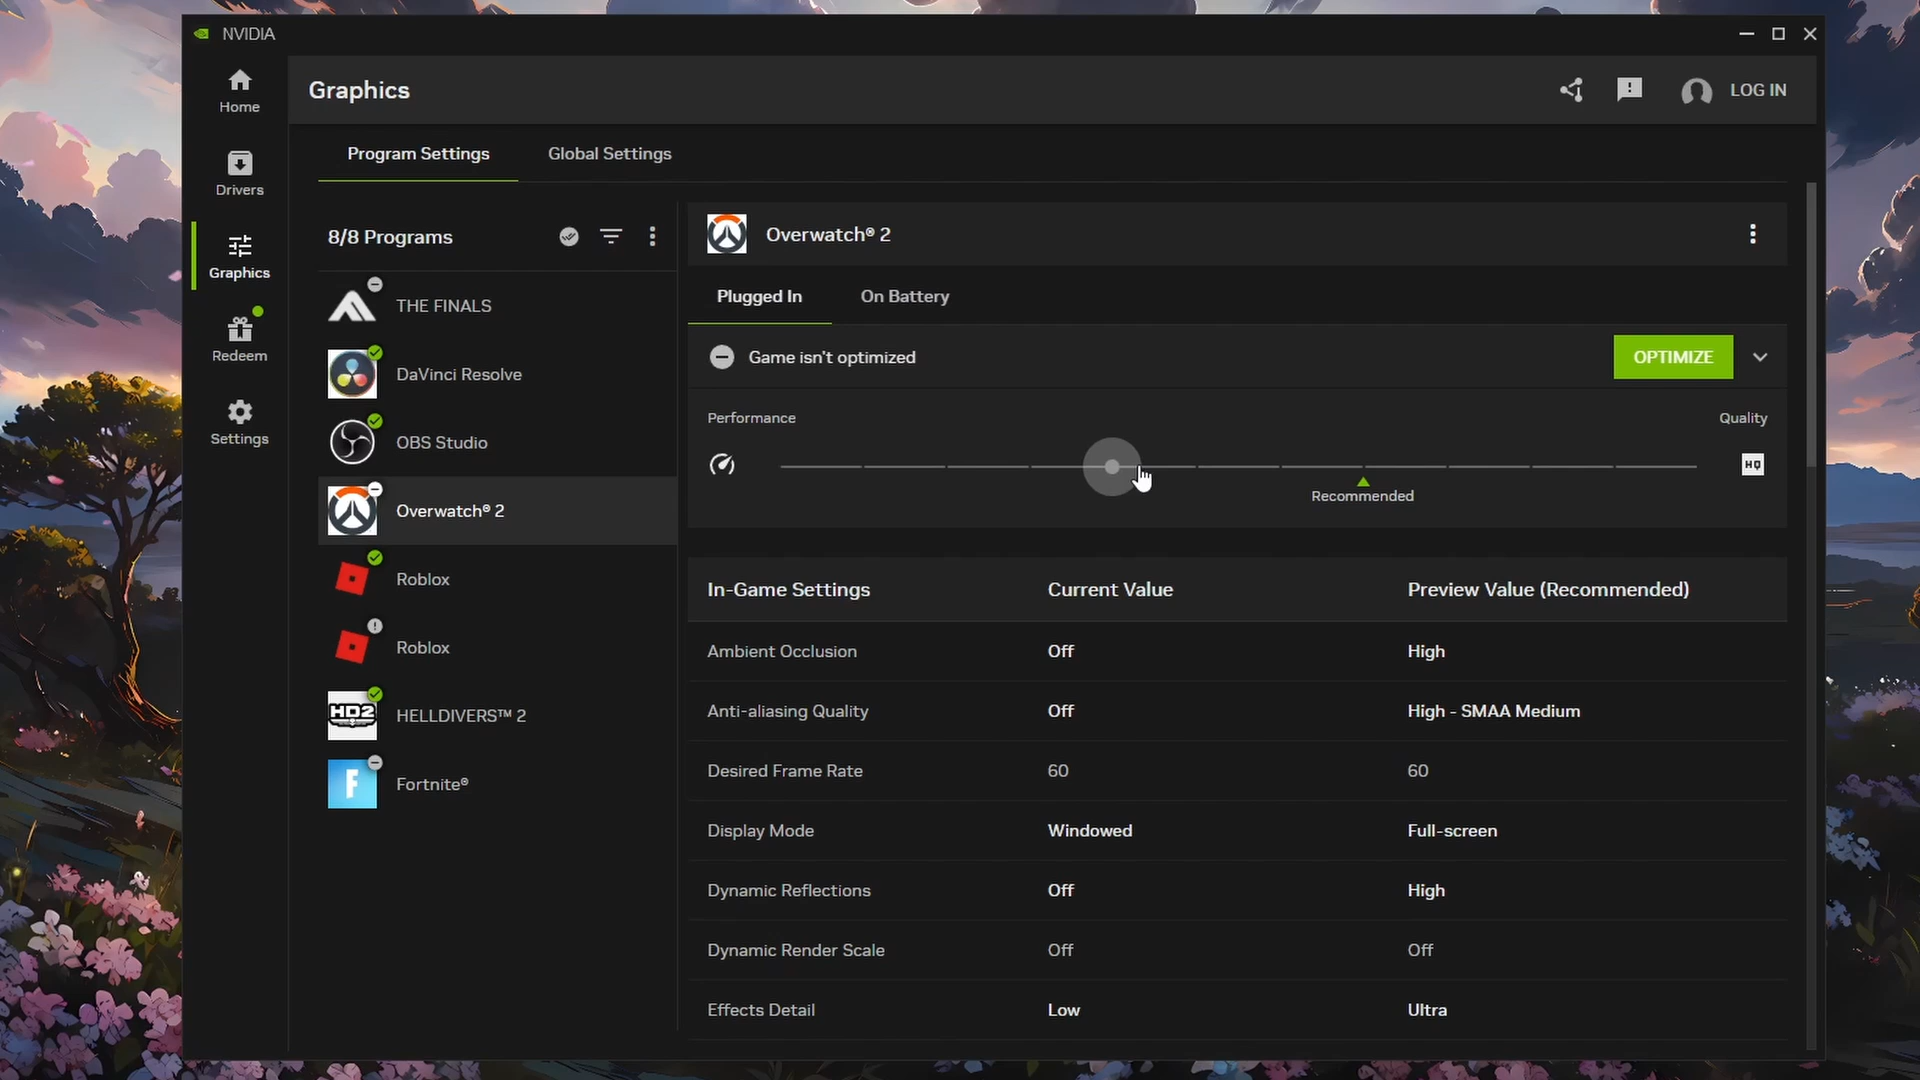 NVIDIA
Home
Drivers
Graphics
Redeem
Settings
Graphics
LOG IN
Program Settings
Global Settings
8/8 Programs
THE FINALS
DaVinci Resolve
OBS Studio
Overwatch® 2
Roblox
Roblox
HD2
HELLDIVERS™ 2
F
Fortnite®
Overwatch® 2
Plugged In
On Battery
Game isn't optimized
OPTIMIZE
Performance
Quality
HQ
Recommended
In-Game Settings Current Value Preview Value (Recommended)
Ambient Occlusion Off High
Anti-aliasing Quality Off High - SMAA Medium
Desired Frame Rate 60 60
Display Mode Windowed Full-screen
Dynamic Reflections Off High
Dynamic Render Scale Off Off
Effects Detail Low Ultra